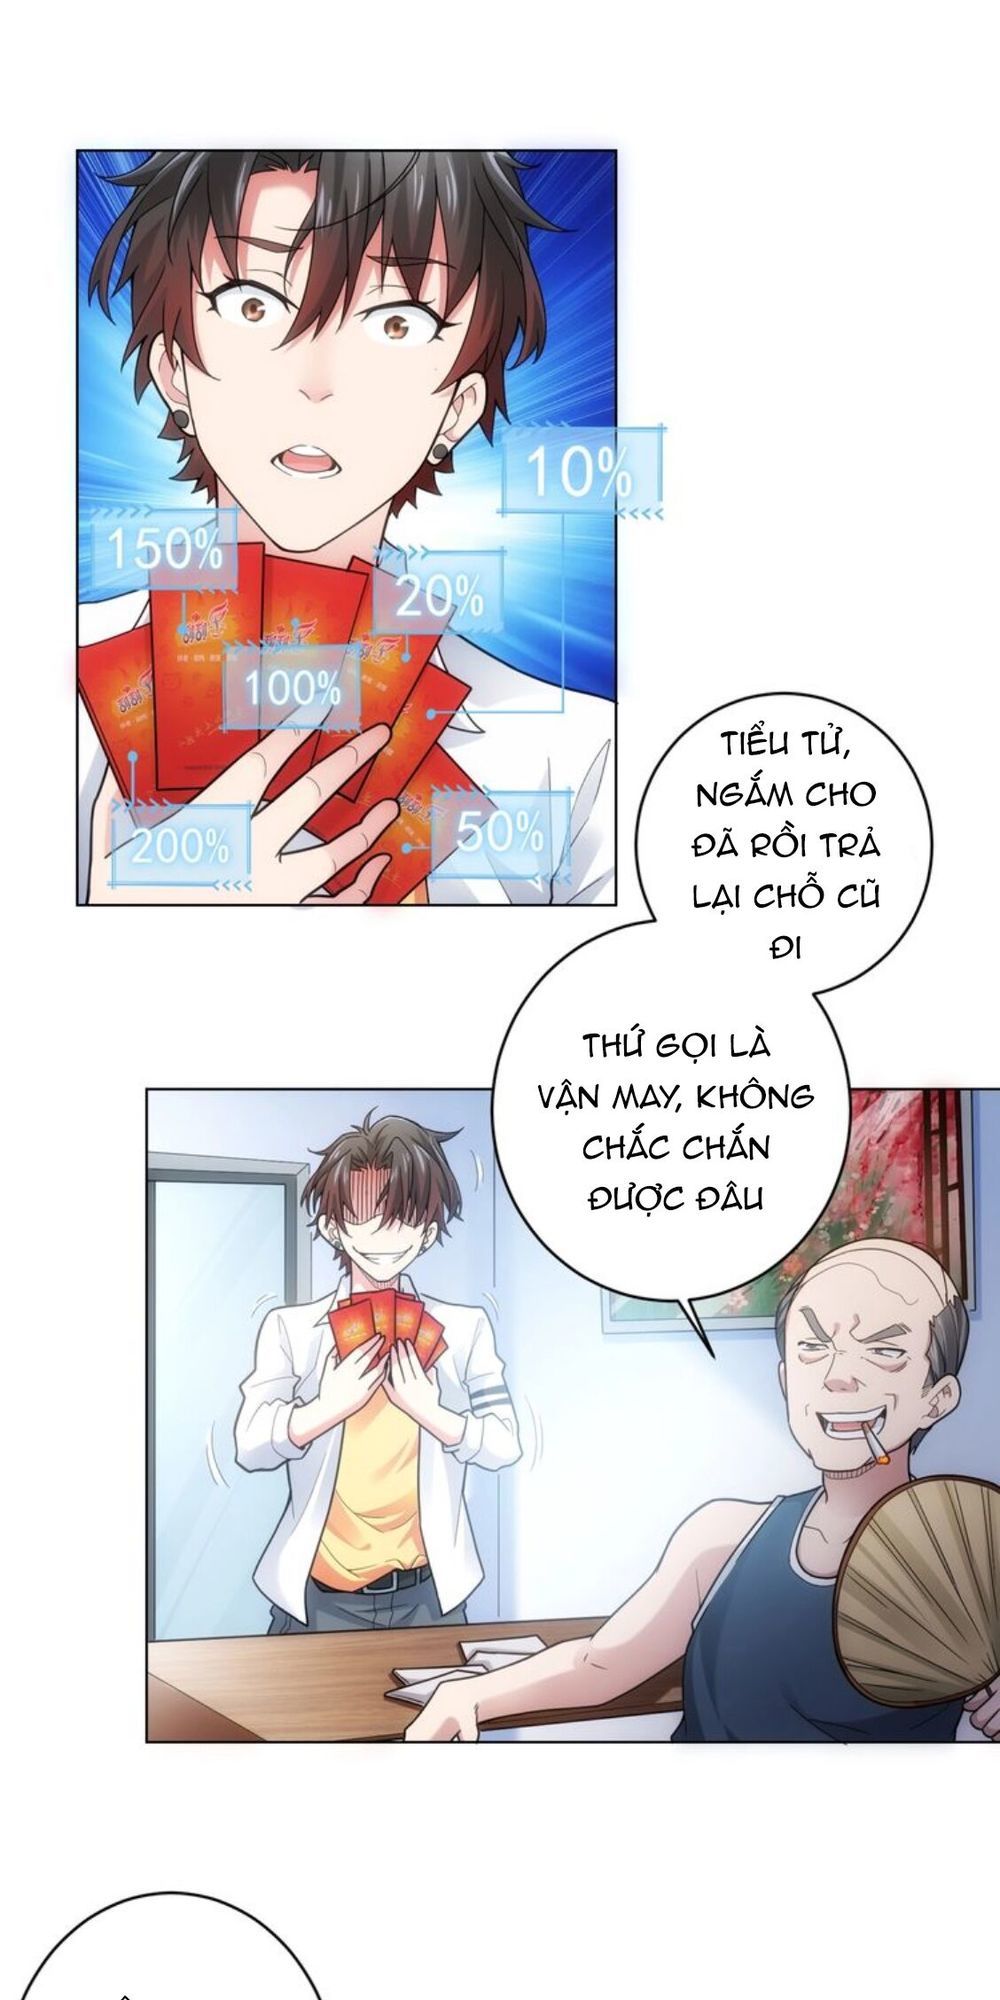 10%
150%
20%
100%
200%
50%
TIỂU TỬ,
NGẮM CHO
ĐÃ RỒI TRẢ
LẠI CHỖ CŨ
ĐI
THỨ GỌI LÀ
VẬN MAY, KHÔNG
CHẮC CHẮN
ĐƯỢC ĐÂU